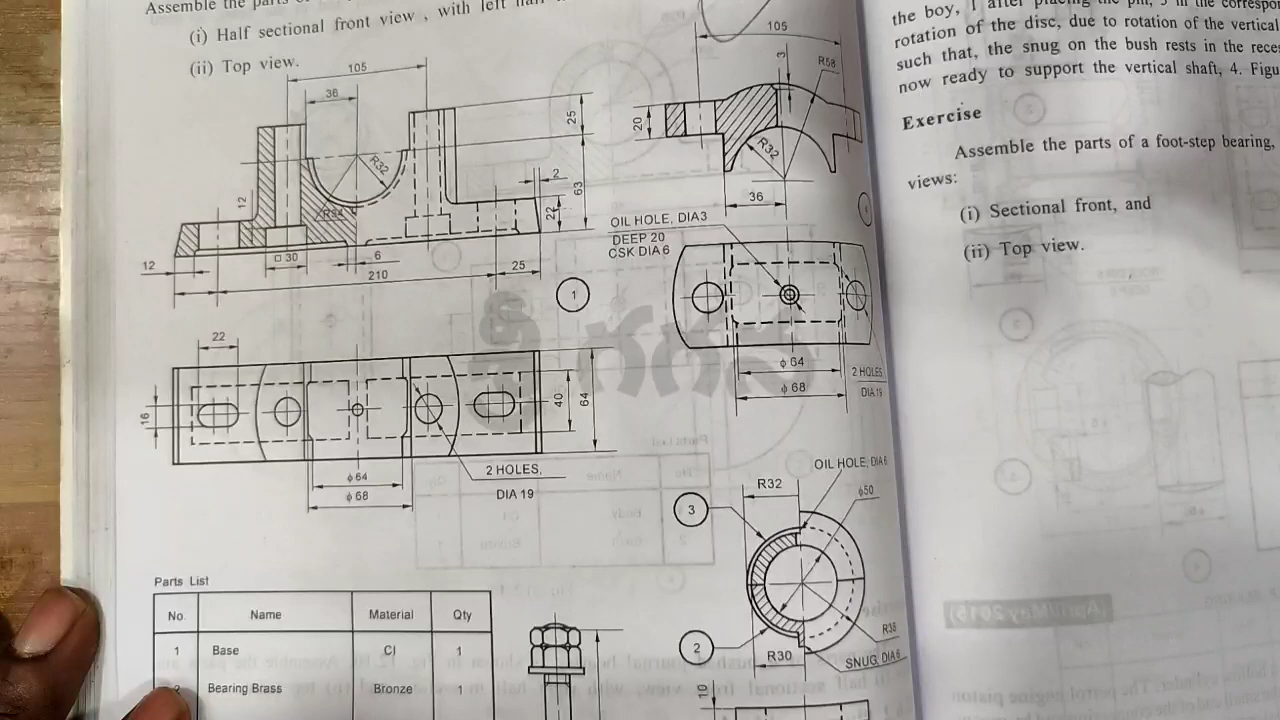 Assemble the parts
(i) Half sectional front view , with left half
(ii) Top view.
105
36
25
R32
12
2
63
22
R34
12
□ 30
6
210
25
1
105
3
R58
20
R32
36
OIL HOLE, DIA3
DEEP 20
CSK DIA 6
ϕ 64
ϕ 68
2 HOLES
DIA 19
22
16
40
64
ϕ 64
ϕ 68
2 HOLES,
DIA 19
OIL HOLE, DIA 6
R32
ϕ50
3
2
R30
SNUG, DIA 6
10
Parts List
No. Name Material Qty
1 Base CI 1
2 Bearing Brass Bronze 1
the boy, 1 after placing the pin, 5 in the
rotation of the disc, due to rotation of the vertical
such that, the snug on the bush rests in the
now ready to support the vertical shaft, 4.
Exercise
Assemble the parts of a foot-step bearing,
views:
(i) Sectional front, and
(ii) Top view.